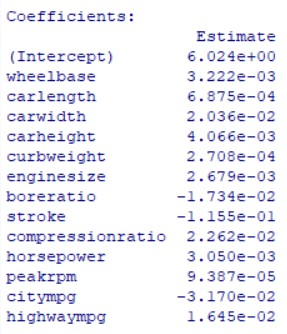 Coefficients:
Estimate
(Intercept) 6.024e+00
wheelbase 3.222e-03
carlength 6.875e-04
carwidth 2.036e-02
carheight 4.066e-03
curbweight 2.708e-04
enginesize 2.679e-03
boreratio -1.734e-02
stroke -1.155e-01
compressionratio 2.262e-02
horsepower 3.050e-03
peakrpm 9.387e-05
citympg -3.170e-02
highwaympg 1.645e-02